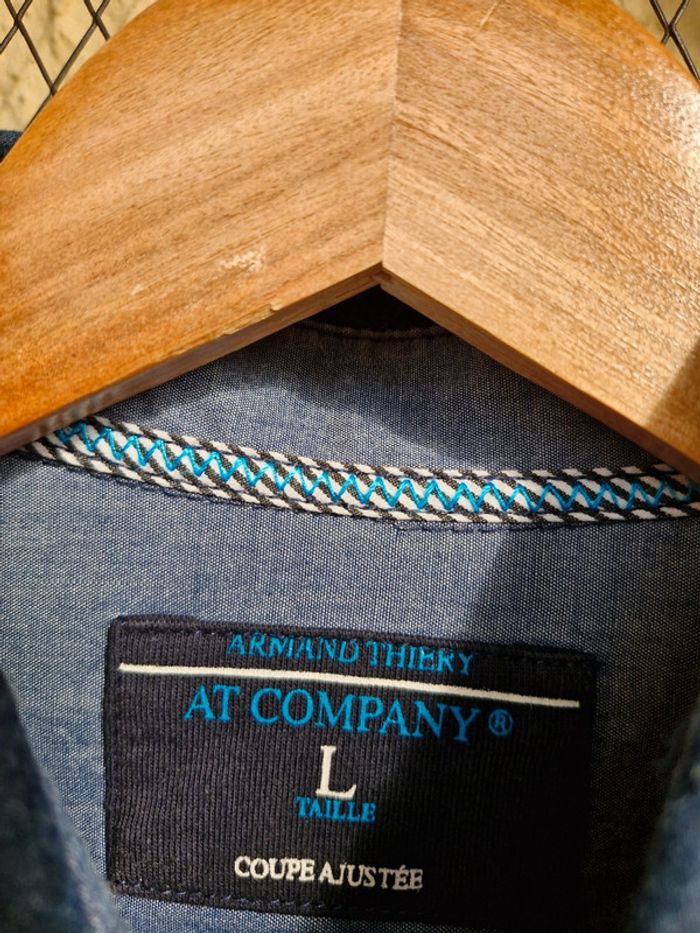 ARMAND THIERY
AT COMPANY®
L
TAILLE
COUPE AJUSTÉE